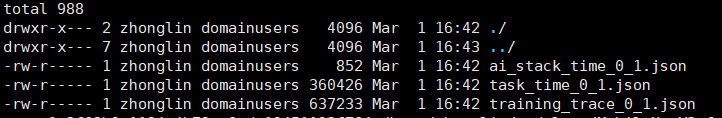 total 988
drwxr-x--- 2 zhonglin domainusers   4096 Mar  1 16:42 ./
drwxr-x--- 7 zhonglin domainusers   4096 Mar  1 16:43 ../
-rw-r----- 1 zhonglin domainusers    852 Mar  1 16:42 ai_stack_time_0_1.json
-rw-r----- 1 zhonglin domainusers 360426 Mar  1 16:42 task_time_0_1.json
-rw-r----- 1 zhonglin domainusers 637233 Mar  1 16:42 training_trace_0_1.json